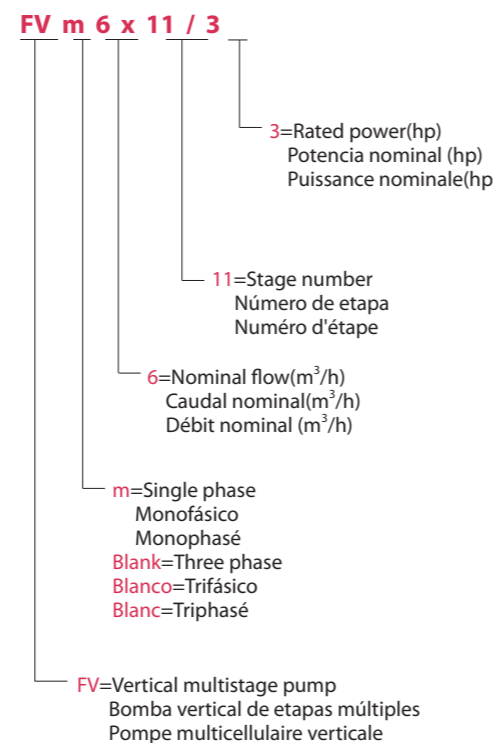 FV m 6 x 11 / 3
3=Rated power(hp)
Potencia nominal (hp)
Puissance nominale(hp
11=Stage number
Número de etapa
Numéro d'étape
6=Nominal flow(m³/h)
Caudal nominal(m³/h)
Débit nominal (m³/h)
m=Single phase
Monofásico
Monophasé
Blank=Three phase
Blanco=Trifásico
Blanc=Triphasé
FV=Vertical multistage pump
Bomba vertical de etapas múltiples
Pompe multicellulaire verticale